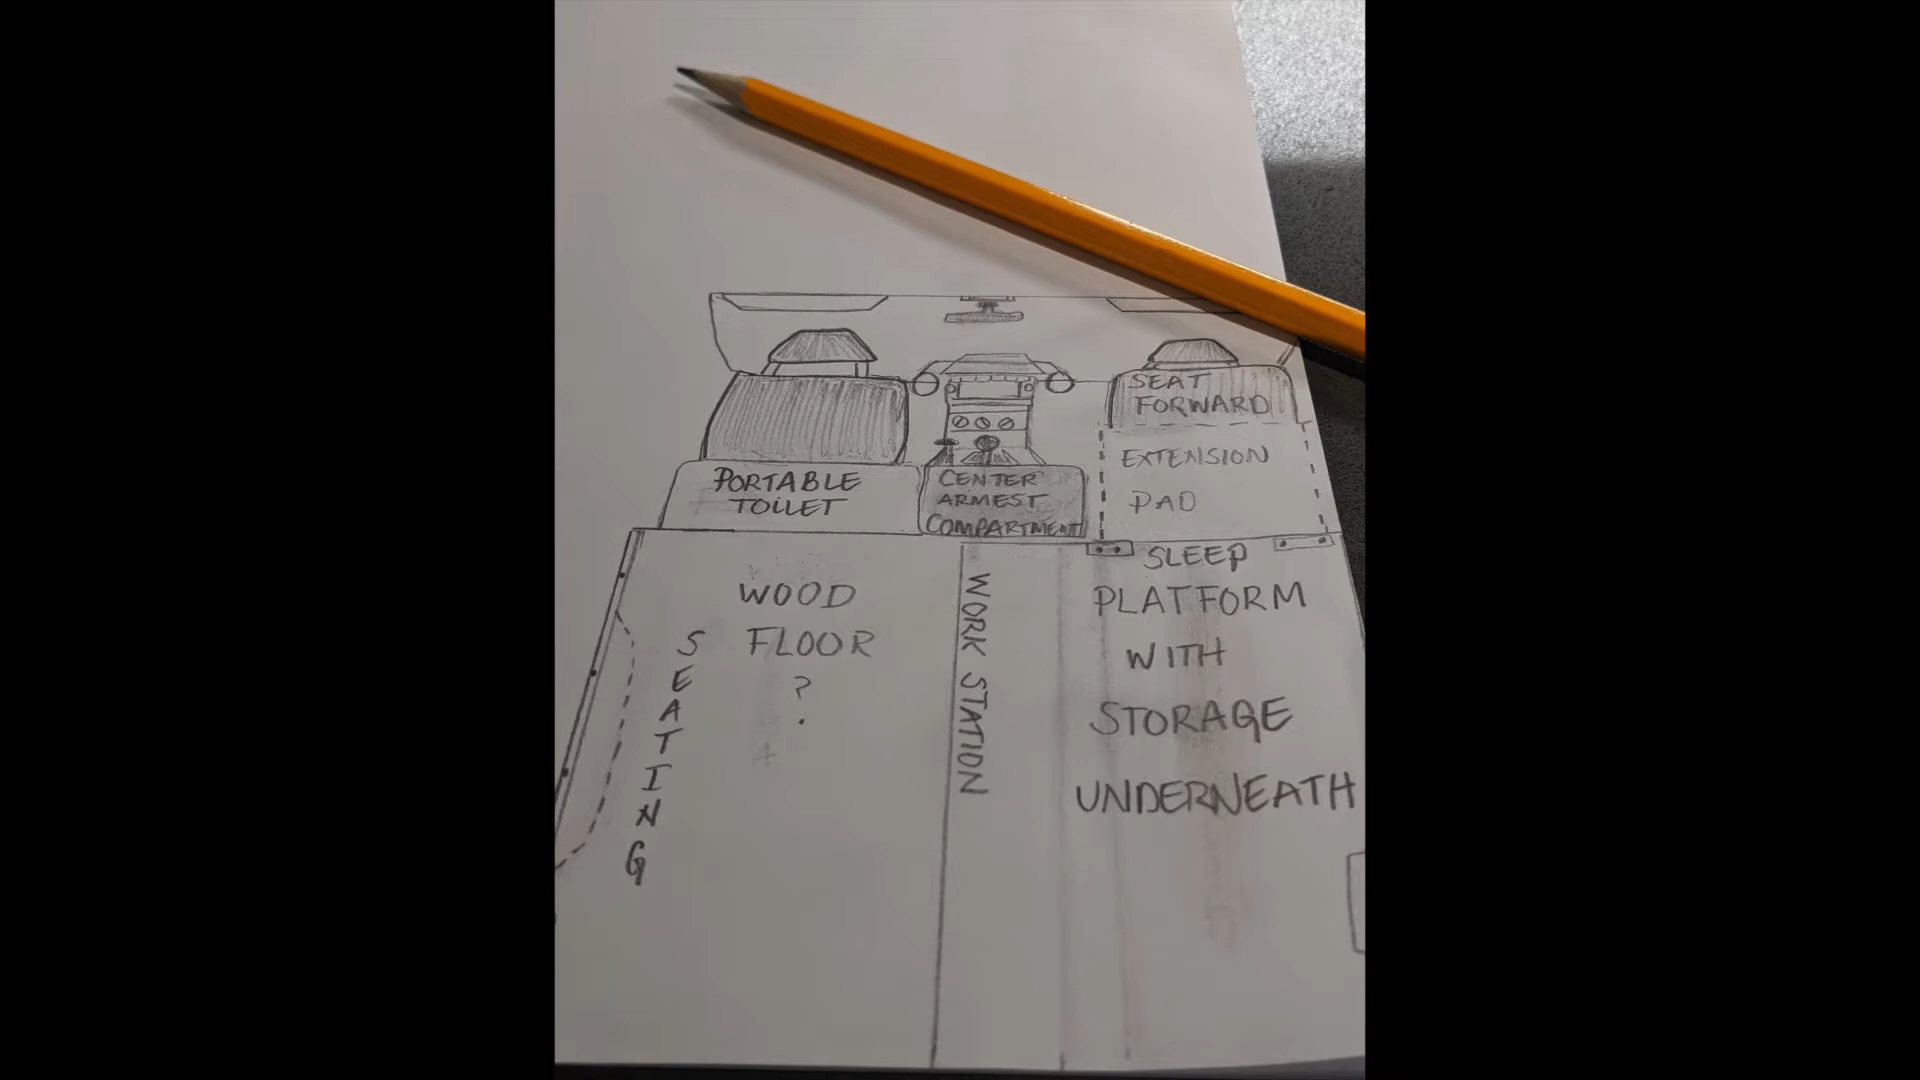 SEAT
FORWARD
EXTENSION
PAD
PORTABLE
TOILET
CENTER
ARMEST
COMPARTMENT
SLEEP
PLATFORM
WITH
STORAGE
UNDERNEATH
WOOD
FLOOR
?
SEATING
WORK STATION